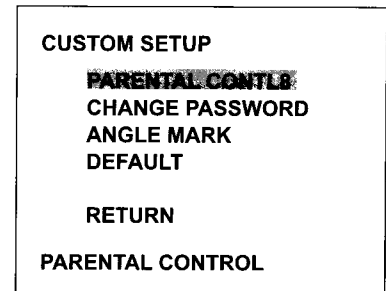 CUSTOM SETUP
PARENTAL CONTL8
CHANGE PASSWORD
ANGLE MARK
DEFAULT
RETURN
PARENTAL CONTROL